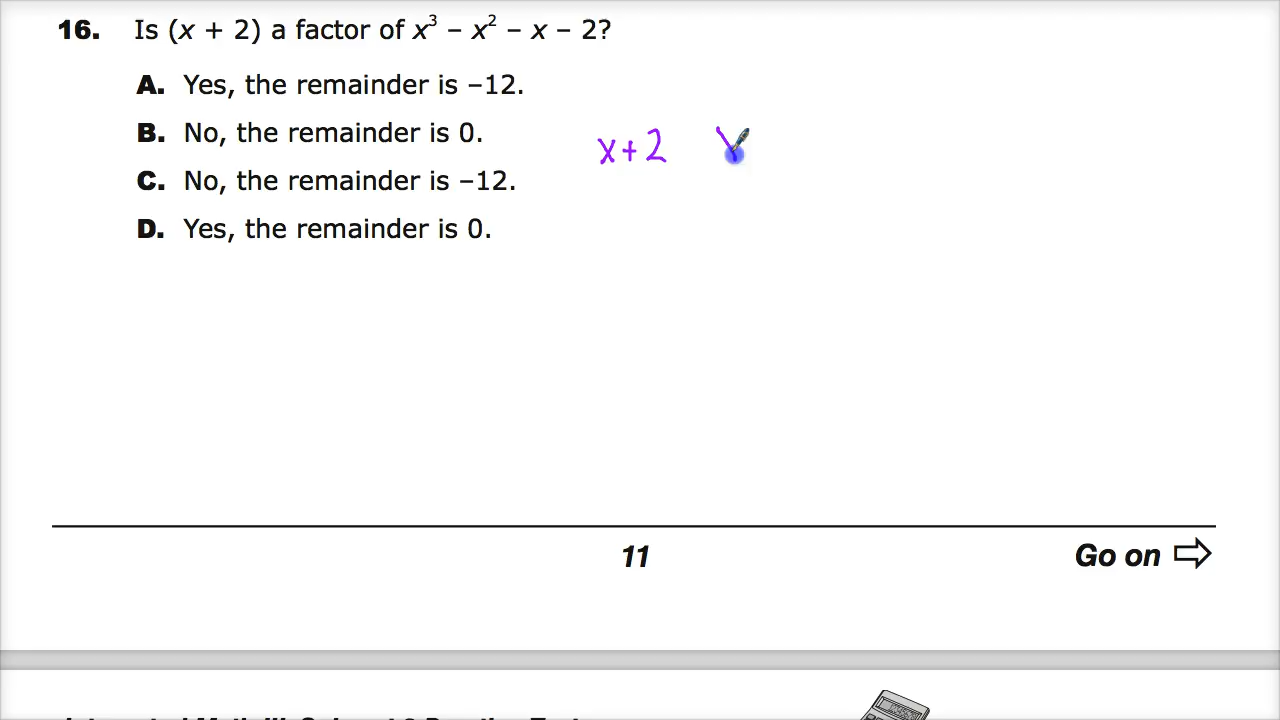 16. Is (x + 2) a factor of x³ – x² – x – 2?
A. Yes, the remainder is –12.
B. No, the remainder is 0.
x+2
C. No, the remainder is –12.
D. Yes, the remainder is 0.
11
Go on